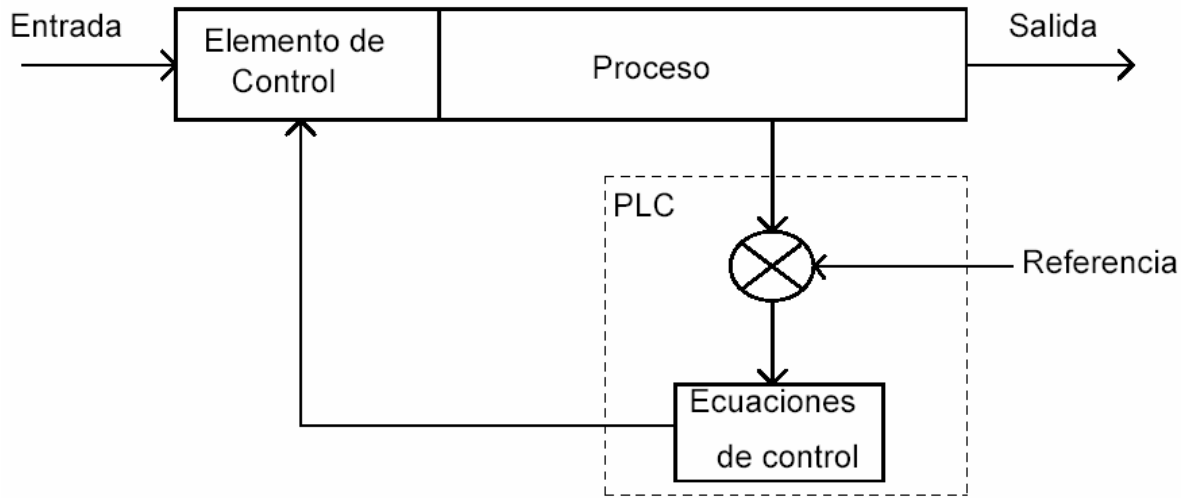 Entrada
Elemento de
Control
Proceso
Salida
PLC
Referencia
Ecuaciones
de control